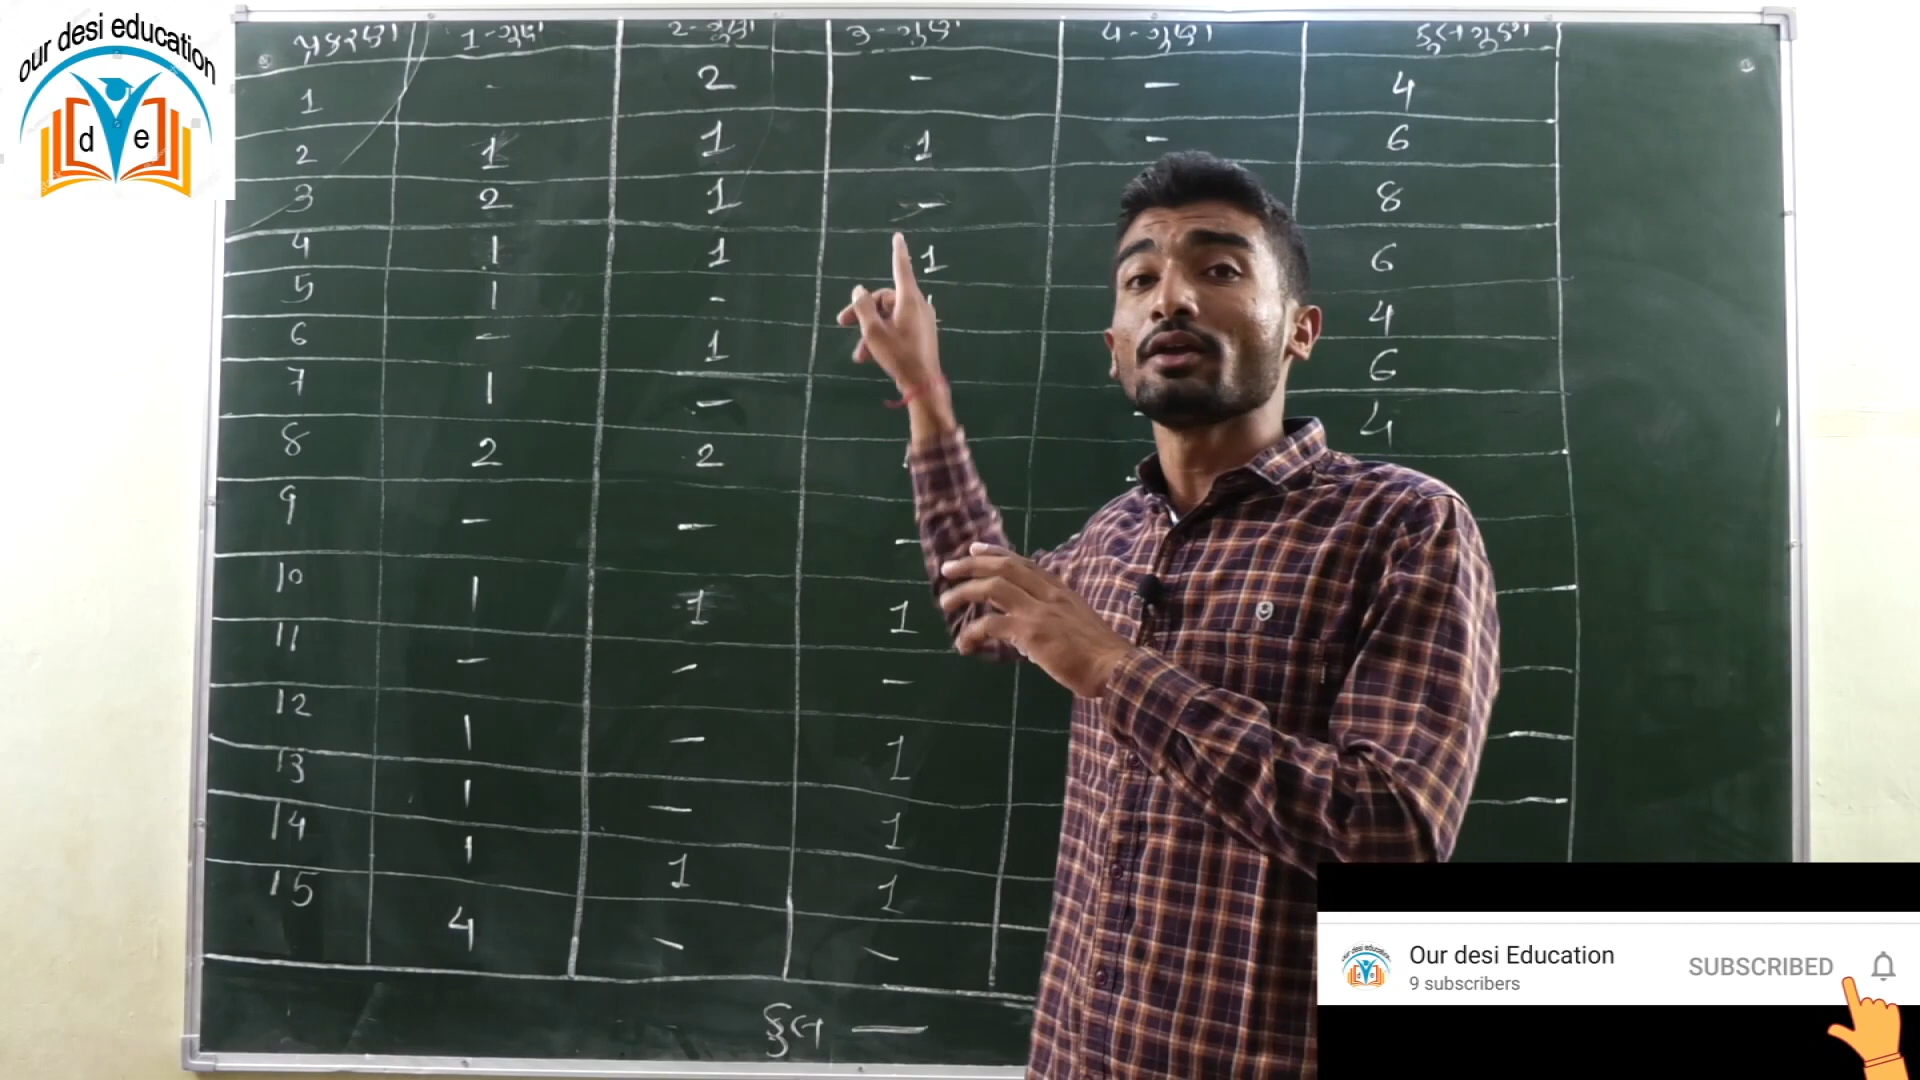 our desi education
d e
પ્રકરણ 1-ગુણ 2-ગુણ 3-ગુણ 4-ગુણ કુલ ગુણ
1 - 2 - - 4
2 1 1 1 - 6
3 2 1 - 8
4 1 1 1 6
5 1 - 4
6 - 1 6
7 1 - 4
8 2 2
9 - - -
10 1 1 1
11 - - -
12 1 - 1
13 1 - 1
14 1 1 1
15 4 - -
કુલ —
Our desi Education
9 subscribers
SUBSCRIBED